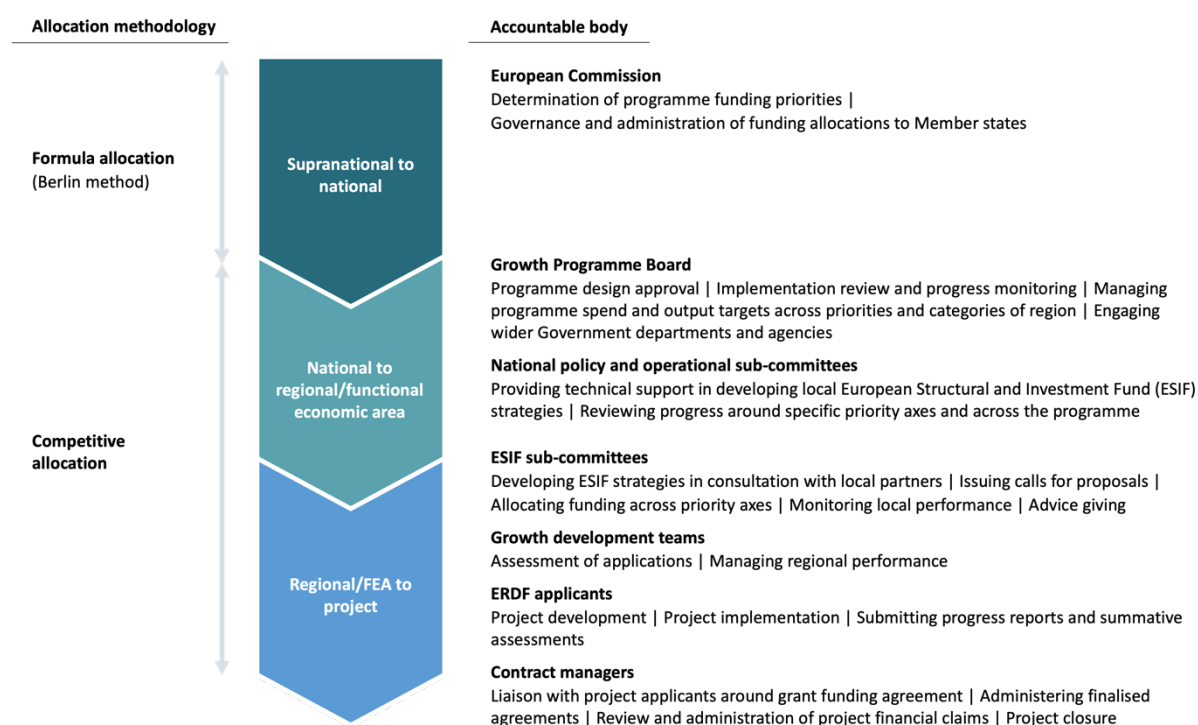 Allocation methodology
Accountable body
Formula allocation
(Berlin method)
Supranational to
national
European Commission
Determination of programme funding priorities |
Governance and administration of funding allocations to Member states
Competitive
allocation
National to
regional/functional
economic area
Growth Programme Board
Programme design approval | Implementation review and progress monitoring | Managing
programme spend and output targets across priorities and categories of region | Engaging
wider Government departments and agencies
National policy and operational sub-committees
Providing technical support in developing local European Structural and Investment Fund (ESIF)
strategies | Reviewing progress around specific priority axes and across the programme
Regional/FEA to
project
ESIF sub-committees
Developing ESIF strategies in consultation with local partners | Issuing calls for proposals |
Allocating funding across priority axes | Monitoring local performance | Advice giving
Growth development teams
Assessment of applications | Managing regional performance
ERDF applicants
Project development | Project implementation | Submitting progress reports and summative
assessments
Contract managers
Liaison with project applicants around grant funding agreement | Administering finalised
agreements | Review and administration of project financial claims | Project closure